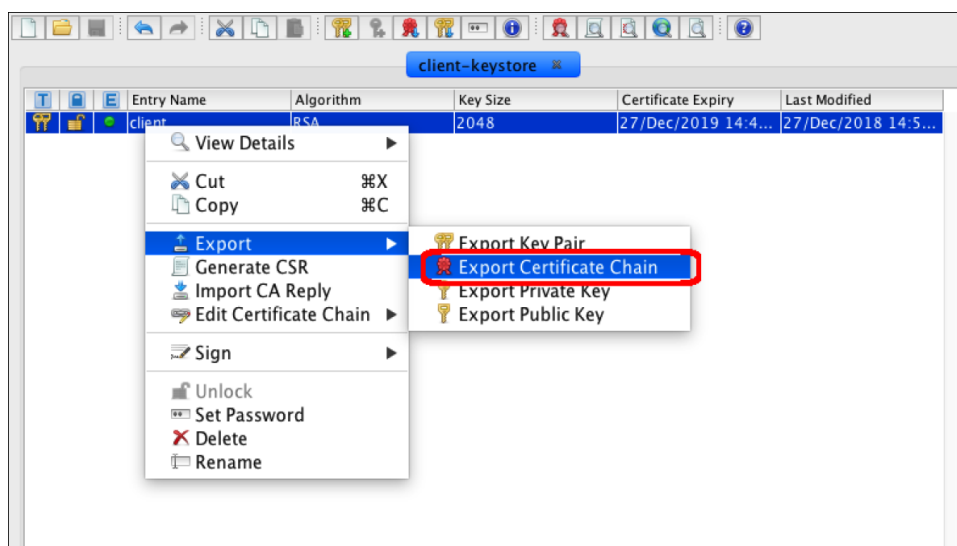 client-keystore
T E Entry Name Algorithm Key Size Certificate Expiry Last Modified
client RSA 2048 27/Dec/2019 14:4... 27/Dec/2018 14:5...
View Details
Cut ⌘X
Copy ⌘C
Export
Generate CSR
Import CA Reply
Edit Certificate Chain
Sign
Unlock
Set Password
Delete
Rename
Export Key Pair
Export Certificate Chain
Export Private Key
Export Public Key